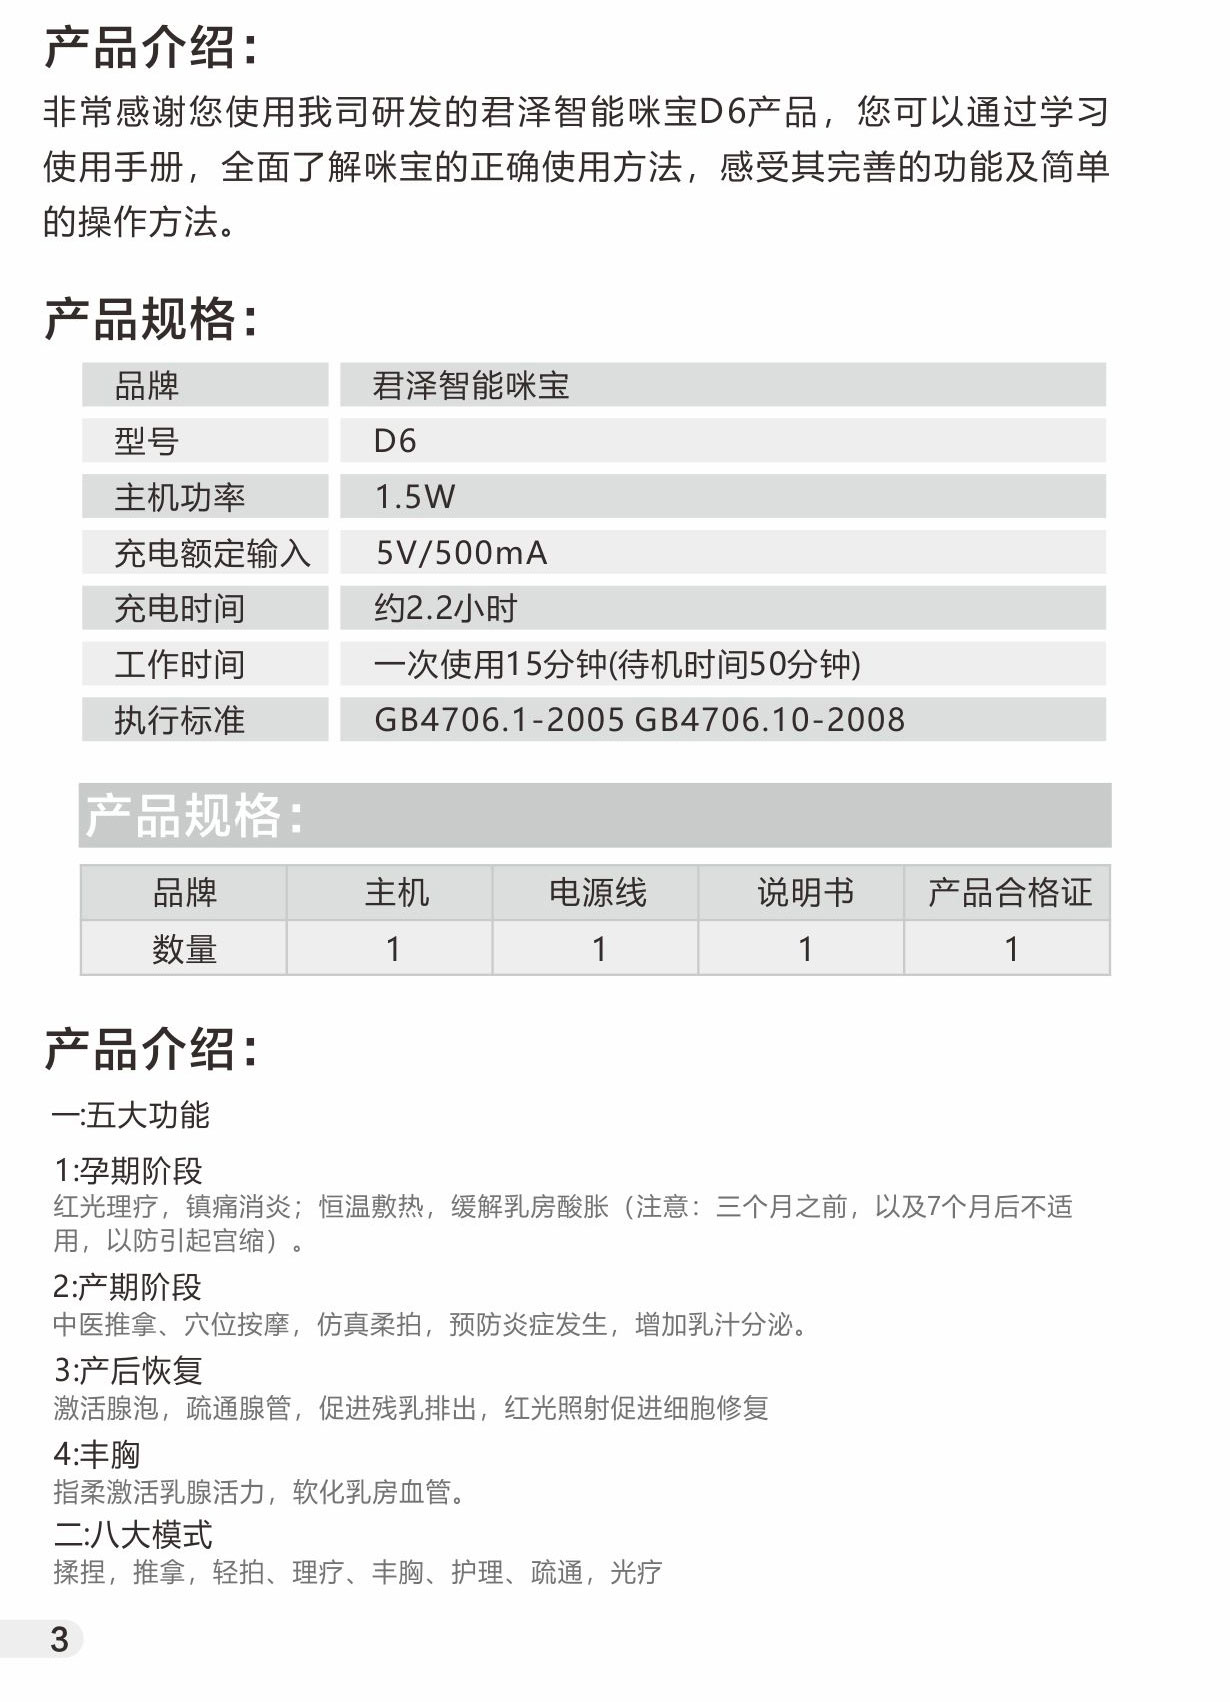 产品介绍：
非常感谢您使用我司研发的君泽智能咪宝D6产品，您可以通过学习
使用手册，全面了解咪宝的正确使用方法，感受其完善的功能及简单
的操作方法。
产品规格：
品牌 君泽智能咪宝
型号 D6
主机功率 1.5W
充电额定输入 5V/500mA
充电时间 约2.2小时
工作时间 一次使用15分钟(待机时间50分钟)
执行标准 GB4706.1-2005 GB4706.10-2008
产品规格：
品牌 主机 电源线 说明书 产品合格证
数量 1 1 1 1
产品介绍：
一:五大功能
1:孕期阶段
红光理疗，镇痛消炎；恒温敷热，缓解乳房酸胀（注意：三个月之前，以及7个月后不适
用，以防引起宫缩）。
2:产期阶段
中医推拿、穴位按摩，仿真柔拍，预防炎症发生，增加乳汁分泌。
3:产后恢复
激活腺泡，疏通腺管，促进残乳排出，红光照射促进细胞修复
4:丰胸
指柔激活乳腺活力，软化乳房血管。
二:八大模式
揉捏，推拿，轻拍、理疗、丰胸、护理、疏通，光疗
3